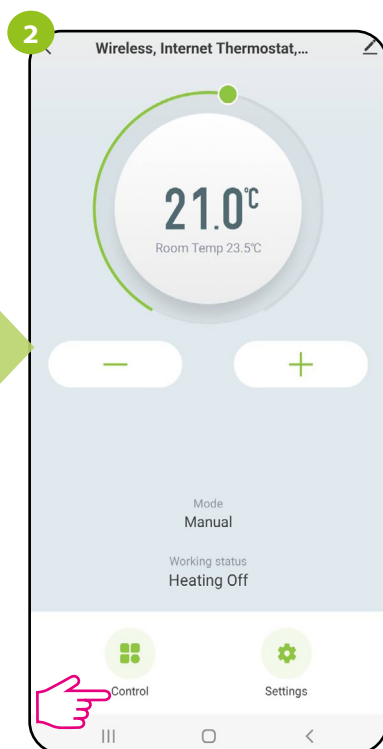 2
Wireless, Internet Thermostat,...
21.0°C
Room Temp 23.5°C
Mode
Manual
Working status
Heating Off
Control
Settings